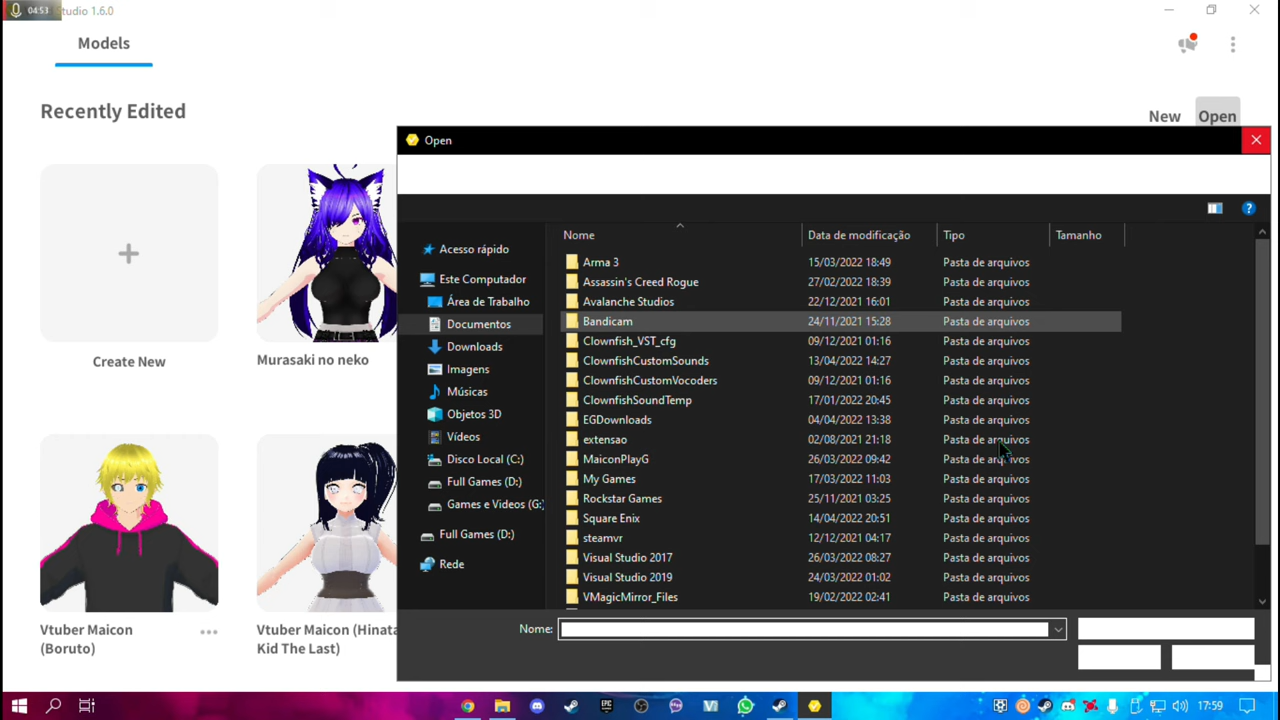 04:53 Studio 1.6.0
Models
Recently Edited
New Open
Create New
Murasaki no neko
Vtuber Maicon
(Boruto)
Vtuber Maicon (Hinata
Kid The Last)
Open
Nome Data de modificação Tipo Tamanho
Acesso rápido
Este Computador
Área de Trabalho
Documentos
Downloads
Imagens
Músicas
Objetos 3D
Vídeos
Disco Local (C:)
Full Games (D:)
Games e Videos (G:)
Full Games (D:)
Rede
Arma 3 15/03/2022 18:49 Pasta de arquivos
Assassin's Creed Rogue 27/02/2022 18:39 Pasta de arquivos
Avalanche Studios 22/12/2021 16:01 Pasta de arquivos
Bandicam 24/11/2021 15:28 Pasta de arquivos
Clownfish_VST_cfg 09/12/2021 01:16 Pasta de arquivos
ClownfishCustomSounds 13/04/2022 14:27 Pasta de arquivos
ClownfishCustomVocoders 09/12/2021 01:16 Pasta de arquivos
ClownfishSoundTemp 17/01/2022 20:45 Pasta de arquivos
EGDownloads 04/04/2022 13:38 Pasta de arquivos
extensao 02/08/2021 21:18 Pasta de arquivos
MaiconPlayG 26/03/2022 09:42 Pasta de arquivos
My Games 17/03/2022 11:03 Pasta de arquivos
Rockstar Games 25/11/2021 03:25 Pasta de arquivos
Square Enix 14/04/2022 20:51 Pasta de arquivos
steamvr 12/12/2021 04:17 Pasta de arquivos
Visual Studio 2017 26/03/2022 08:27 Pasta de arquivos
Visual Studio 2019 24/03/2022 01:02 Pasta de arquivos
VMagicMirror_Files 19/02/2022 02:41 Pasta de arquivos
Nome:
17:59